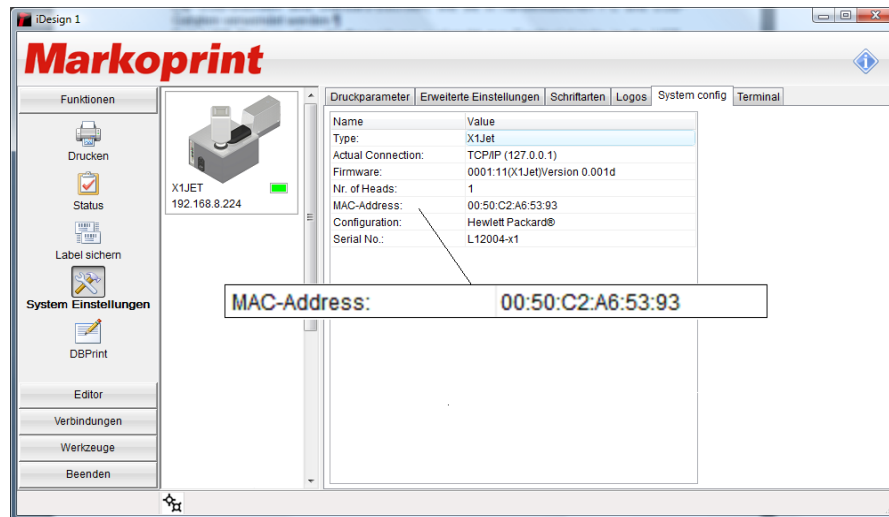 iDesign 1
Markoprint
Funktionen
Drucken
Status
Label sichern
System Einstellungen
DBPrint
Editor
Verbindungen
Werkzeuge
Beenden
X1JET
192.168.8.224
Druckparameter Erweiterte Einstellungen Schriftarten Logos System config Terminal
Name Value
Type: X1Jet
Actual Connection: TCP/IP (127.0.0.1)
Firmware: 0001:11(X1Jet)Version 0.001d
Nr. of Heads: 1
MAC-Address: 00:50:C2:A6:53:93
Configuration: Hewlett Packard®
Serial No.: L12004-x1
MAC-Address: 00:50:C2:A6:53:93